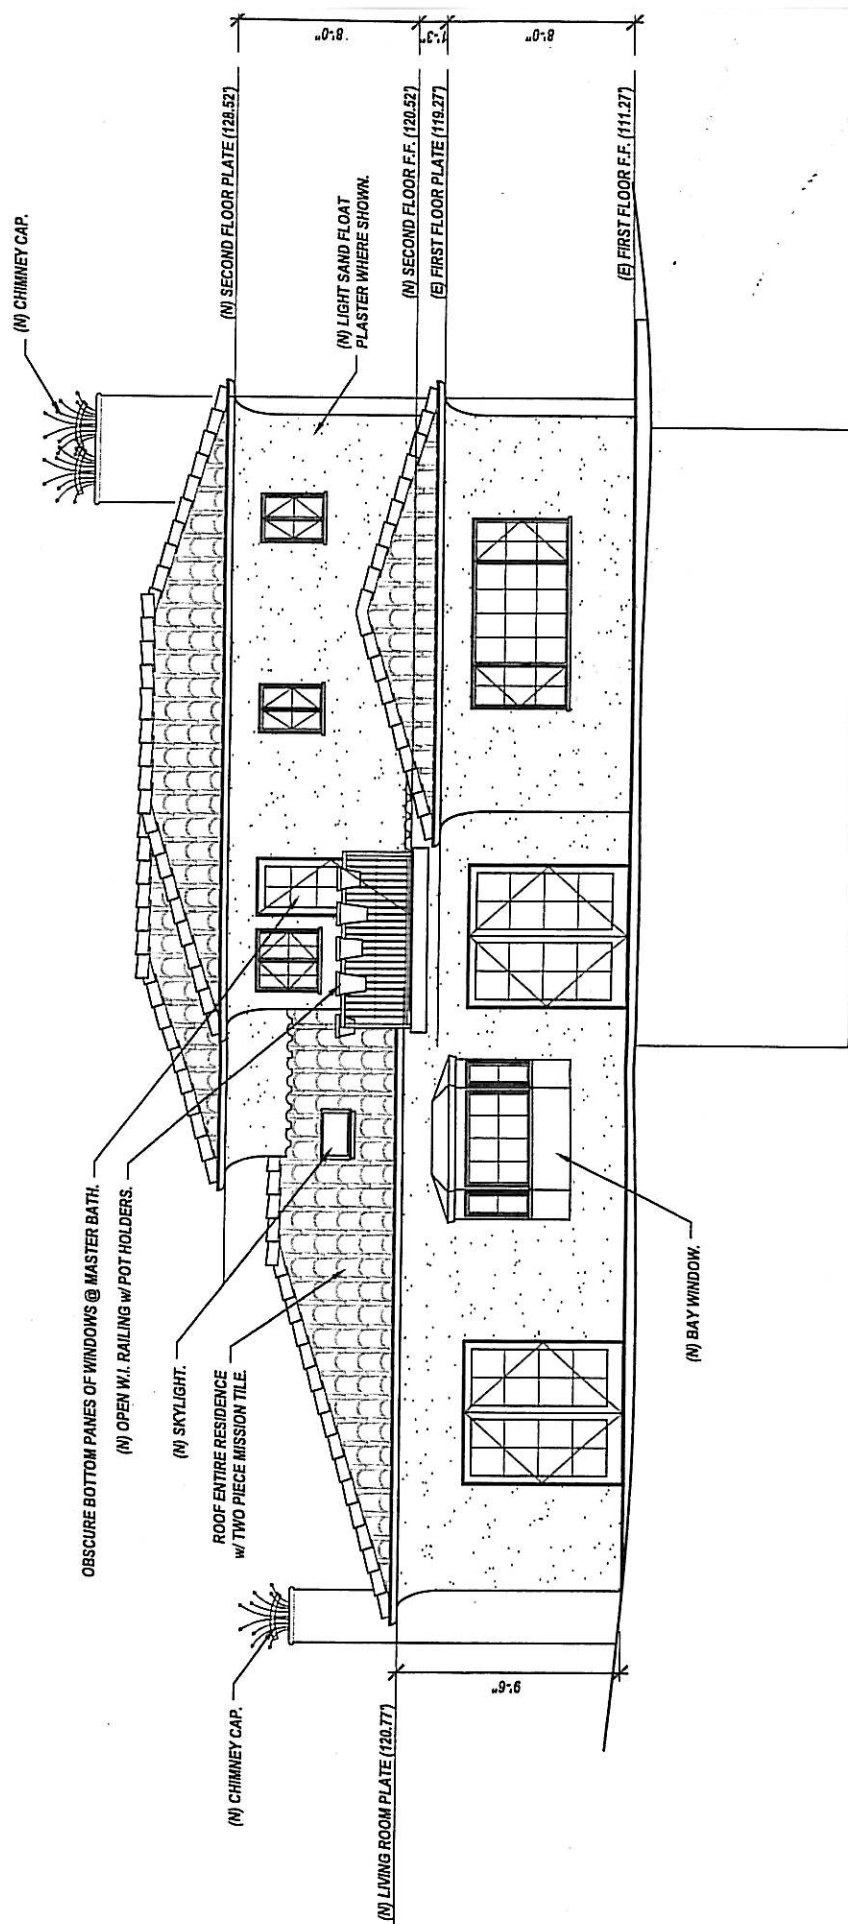 (N) CHIMNEY CAP.
OBSCURE BOTTOM PANES OF WINDOWS @ MASTER BATH.
(N) OPEN W.I. RAILING w/ POT HOLDERS.
(N) SKYLIGHT.
ROOF ENTIRE RESIDENCE
w/ TWO PIECE MISSION TILE.
(N) CHIMNEY CAP.
(N) LIVING ROOM PLATE (120.77')
9'-6"
(N) BAY WINDOW.
(N) SECOND FLOOR PLATE (128.52')
8'-0"
(N) LIGHT SAND FLOAT
PLASTER WHERE SHOWN.
(N) SECOND FLOOR F.F. (120.52')
1'-3"
(E) FIRST FLOOR PLATE (119.27')
8'-0"
(E) FIRST FLOOR F.F. (111.27')